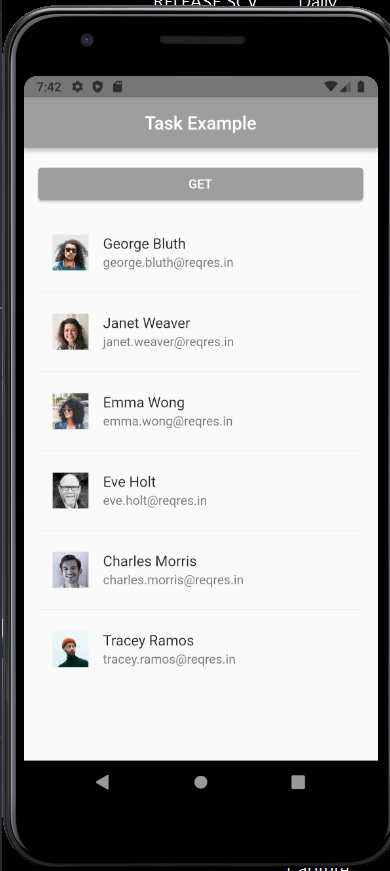 RELEASE SCV Daily
7:42
Task Example
GET
George Bluth
george.bluth@reqres.in
Janet Weaver
janet.weaver@reqres.in
Emma Wong
emma.wong@reqres.in
Eve Holt
eve.holt@reqres.in
Charles Morris
charles.morris@reqres.in
Tracey Ramos
tracey.ramos@reqres.in
Capture